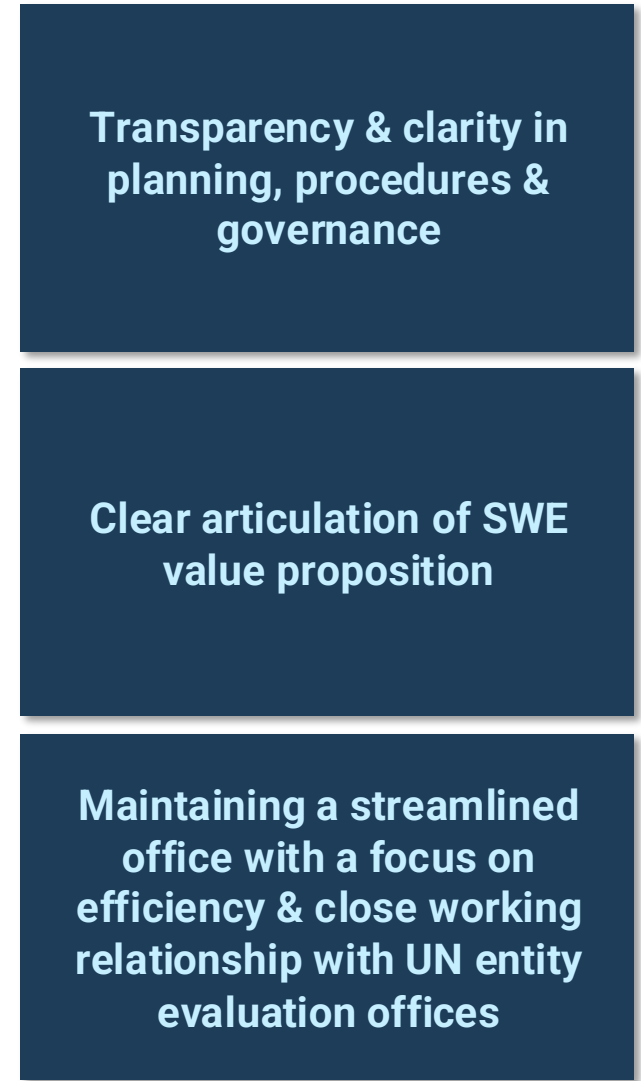 Transparency & clarity in
planning, procedures &
governance
Clear articulation of SWE
value proposition
Maintaining a streamlined
office with a focus on
efficiency & close working
relationship with UN entity
evaluation offices